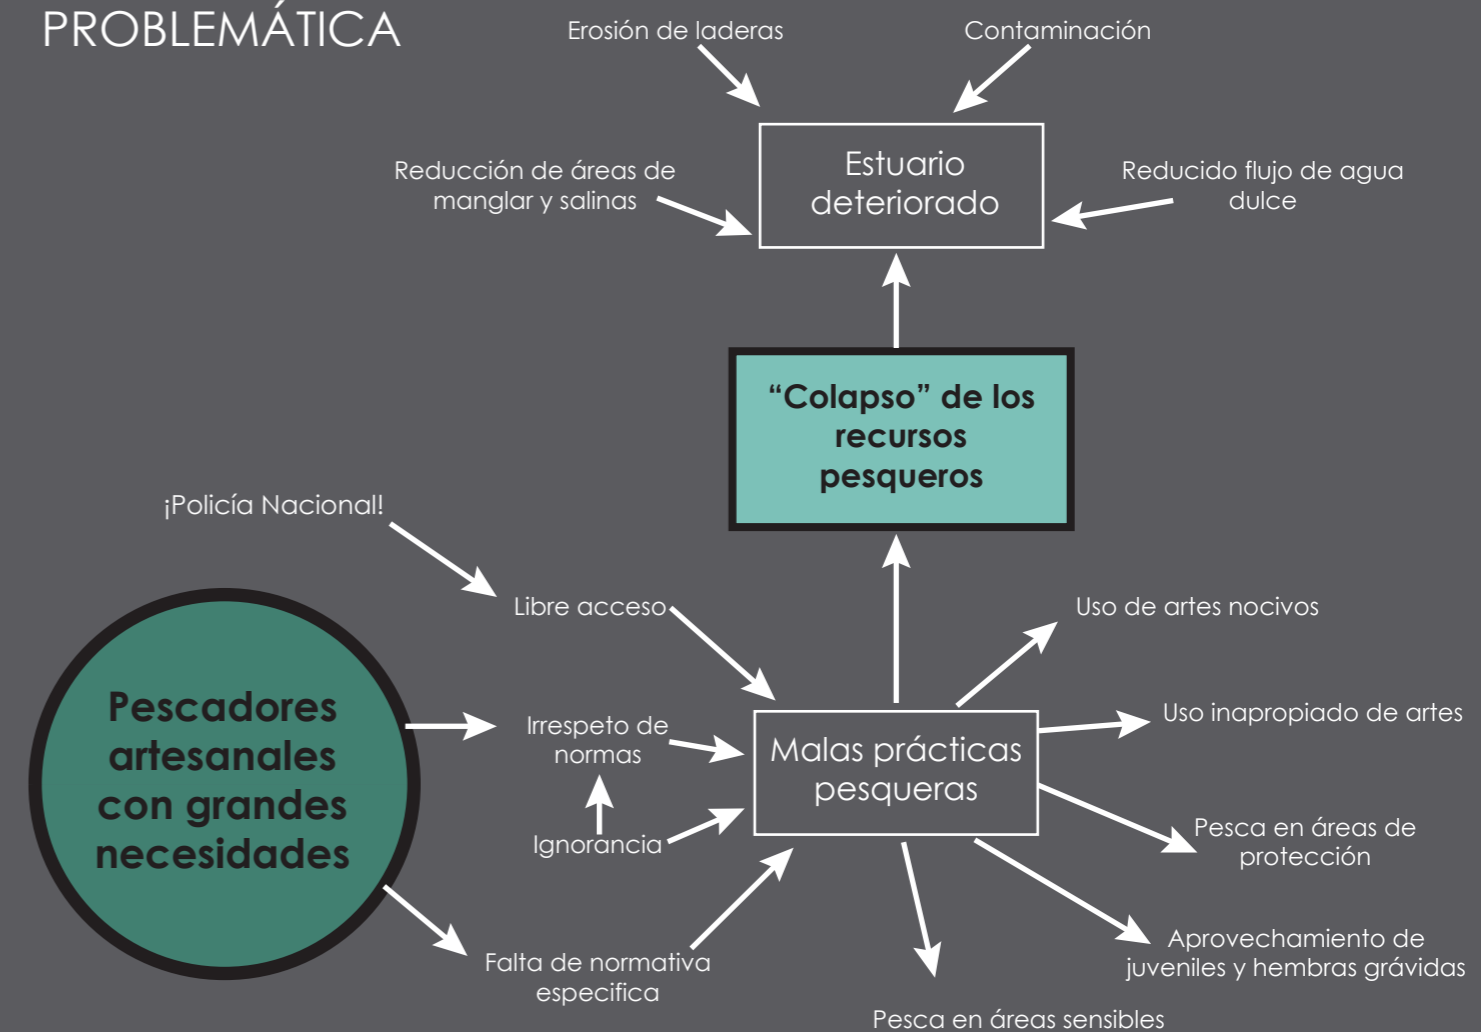 PROBLEMÁTICA
Erosión de laderas
Contaminación
Reducción de áreas de
manglar y salinas
Estuario
deteriorado
Reducido flujo de agua
dulce
“Colapso” de los
recursos
pesqueros
¡Policía Nacional!
Libre acceso
Uso de artes nocivos
Pescadores
artesanales
con grandes
necesidades
Irrespeto de
normas
Malas prácticas
pesqueras
Uso inapropiado de artes
Ignorancia
Pesca en áreas de
protección
Falta de normativa
especifica
Aprovechamiento de
juveniles y hembras grávidas
Pesca en áreas sensibles